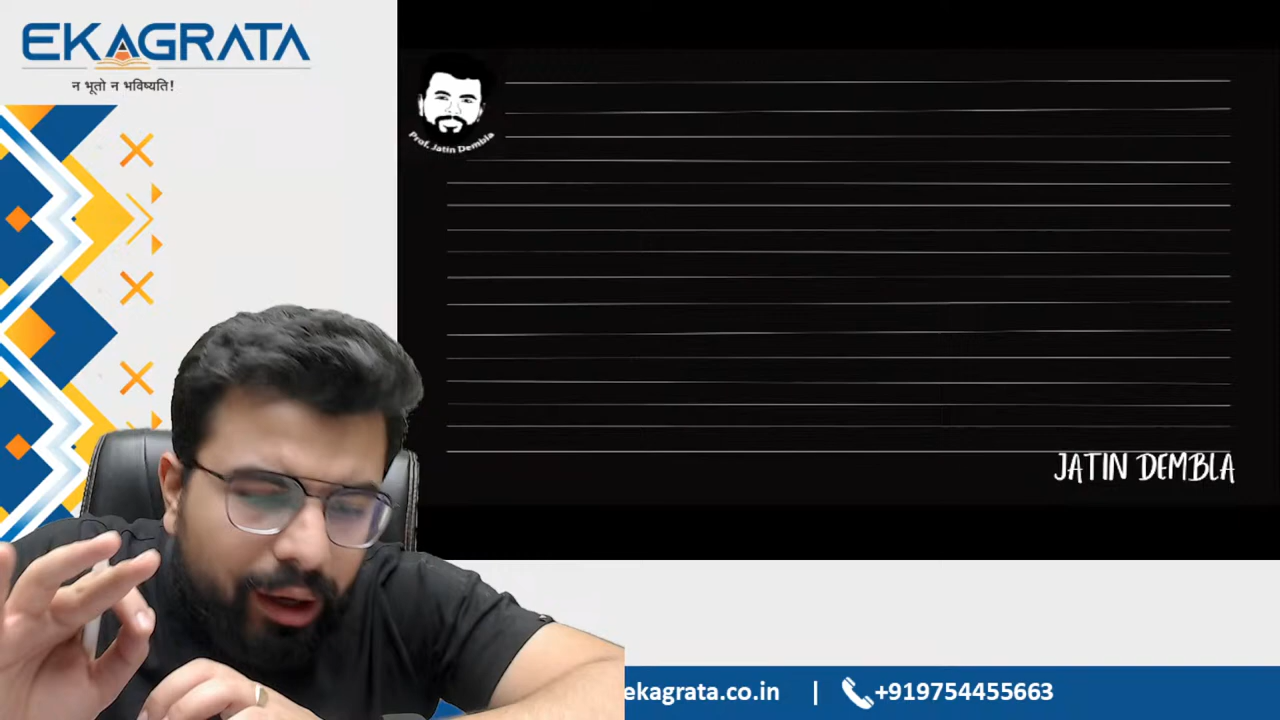 EKAGRATA
न भूतो न भविष्यति!
Prof. Jatin Dembla
JATIN DEMBLA
ekagrata.co.in | +919754455663